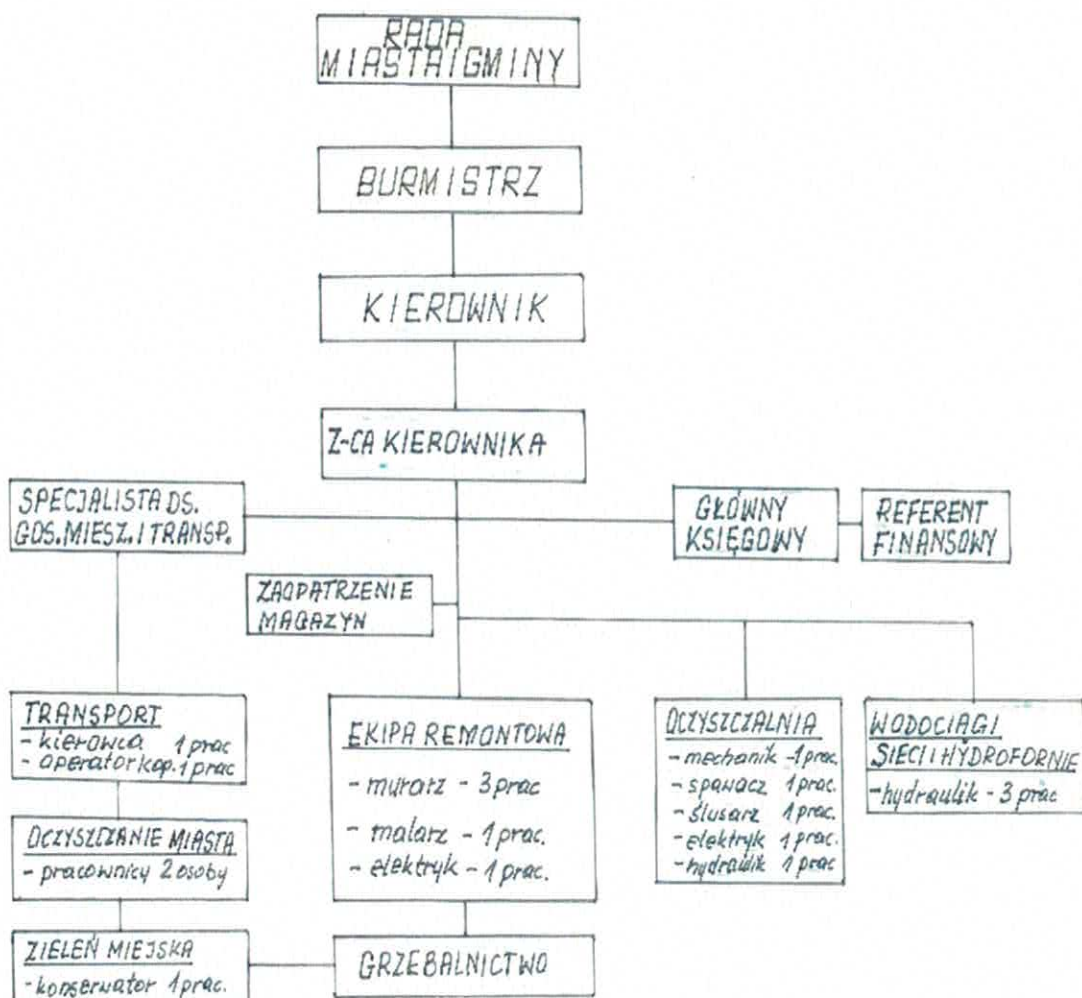 RADA
MIASTA I GMINY
BURMISTRZ
KIEROWNIK
Z-CA KIEROWNIKA
SPECJALISTA DS.
GOS. MIESZ. I TRANSP.
GŁÓWNY
KSIĘGOWY
REFERENT
FINANSOWY
ZAOPATRZENIE
MAGAZYN
TRANSPORT
- kierowca 1 prac
- operator kop. 1 prac
OCZYSZCZANIE MIASTA
- pracownicy 2 osoby
ZIELEŃ MIEJSKA
- konserwator 1 prac.
EKIPA REMONTOWA
- murarz - 3 prac
- malarz - 1 prac.
- elektryk - 1 prac.
GRZEBALNICTWO
OCZYSZCZALNIA
- mechanik - 1 prac.
- spawacz 1 prac.
- ślusarz 1 prac.
- elektryk 1 prac.
- hydraulik 1 prac
WODOCIĄGI
SIECI I HYDROFORNIE
- hydraulik - 3 prac